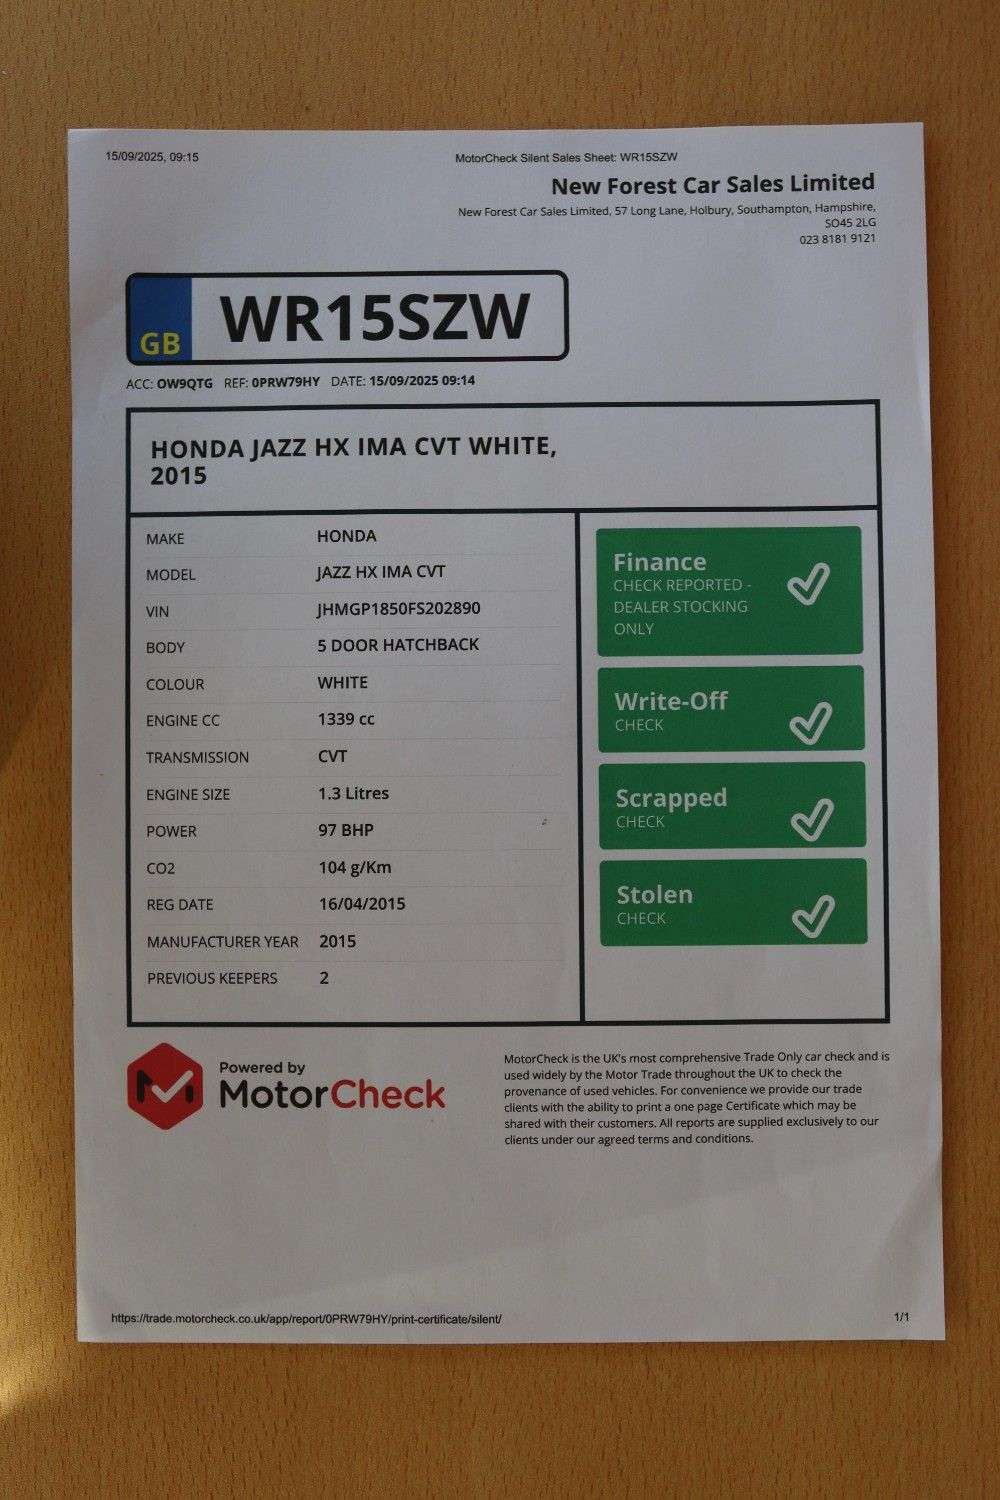 15/09/2025, 09:15
MotorCheck Silent Sales Sheet: WR15SZW
New Forest Car Sales Limited
New Forest Car Sales Limited, 57 Long Lane, Holbury, Southampton, Hampshire,
SO45 2LG
023 8181 9121
GB
WR15SZW
ACC: OW9QTG REF: 0PRW79HY DATE: 15/09/2025 09:14
HONDA JAZZ HX IMA CVT WHITE,
2015
MAKE HONDA
MODEL JAZZ HX IMA CVT
VIN JHMGP1850FS202890
BODY 5 DOOR HATCHBACK
COLOUR WHITE
ENGINE CC 1339 cc
TRANSMISSION CVT
ENGINE SIZE 1.3 Litres
POWER 97 BHP
CO2 104 g/Km
REG DATE 16/04/2015
MANUFACTURER YEAR 2015
PREVIOUS KEEPERS 2
Finance
CHECK REPORTED -
DEALER STOCKING
ONLY
Write-Off
CHECK
Scrapped
CHECK
Stolen
CHECK
Powered by
MotorCheck
MotorCheck is the UK's most comprehensive Trade Only car check and is
used widely by the Motor Trade throughout the UK to check the
provenance of used vehicles. For convenience we provide our trade
clients with the ability to print a one page Certificate which may be
shared with their customers. All reports are supplied exclusively to our
clients under our agreed terms and conditions.
https://trade.motorcheck.co.uk/app/report/0PRW79HY/print-certificate/silent/
1/1